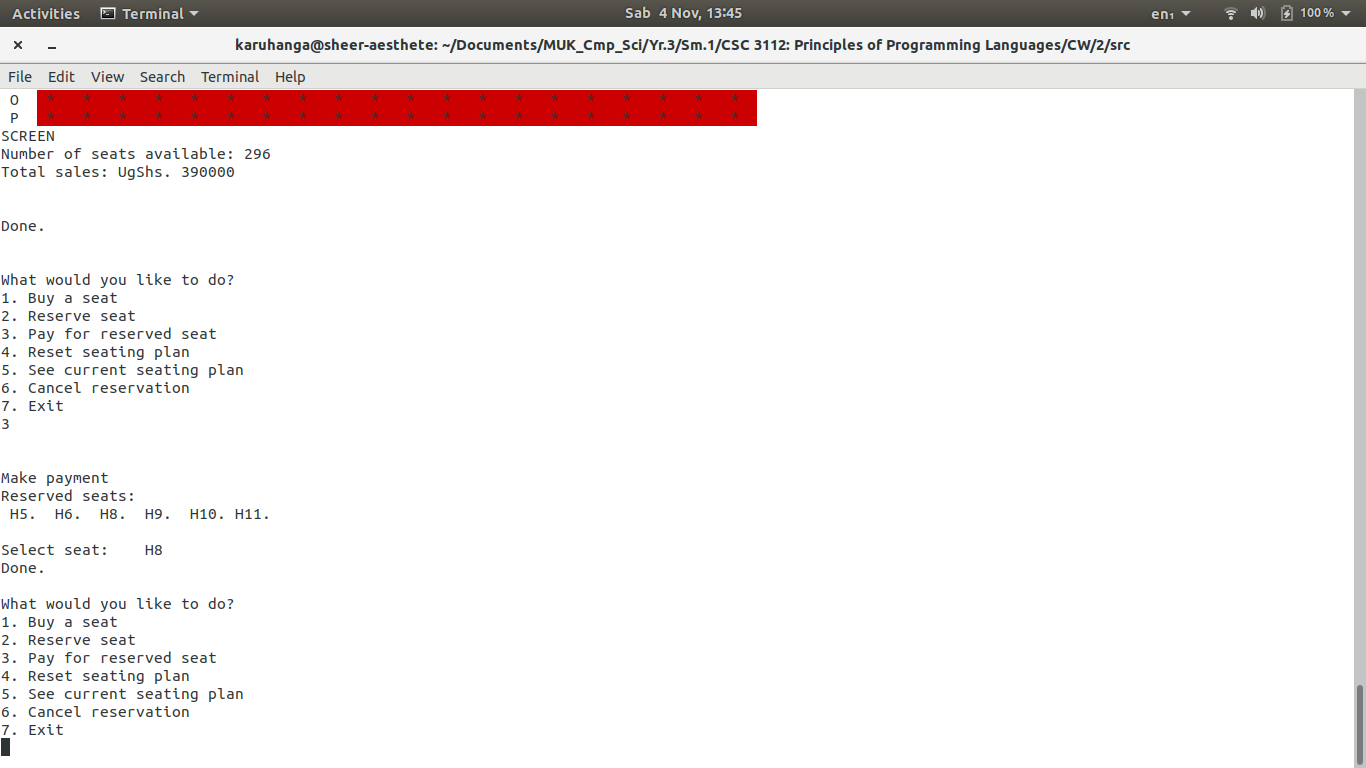 Activities Terminal Sab 4 Nov, 13:45 en₁ 100%
karuhanga@sheer-aesthete: ~/Documents/MUK_Cmp_Sci/Yr.3/Sm.1/CSC 3112: Principles of Programming Languages/CW/2/src
File Edit View Search Terminal Help
O * * * * * * * * * * * * * * * * * * * *
P * * * * * * * * * * * * * * * * * * * *
SCREEN
Number of seats available: 296
Total sales: UgShs. 390000
Done.
What would you like to do?
1. Buy a seat
2. Reserve seat
3. Pay for reserved seat
4. Reset seating plan
5. See current seating plan
6. Cancel reservation
7. Exit
3
Make payment
Reserved seats:
H5. H6. H8. H9. H10. H11.
Select seat: H8
Done.
What would you like to do?
1. Buy a seat
2. Reserve seat
3. Pay for reserved seat
4. Reset seating plan
5. See current seating plan
6. Cancel reservation
7. Exit